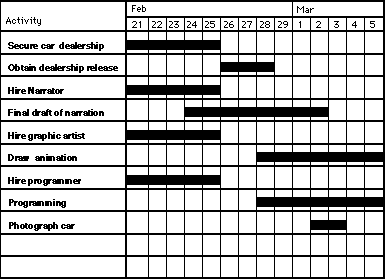 Feb Mar
Activity 21 22 23 24 25 26 27 28 29 1 2 3 4 5
Secure car dealership
Obtain dealership release
Hire Narrator
Final draft of narration
Hire graphic artist
Draw animation
Hire programmer
Programming
Photograph car